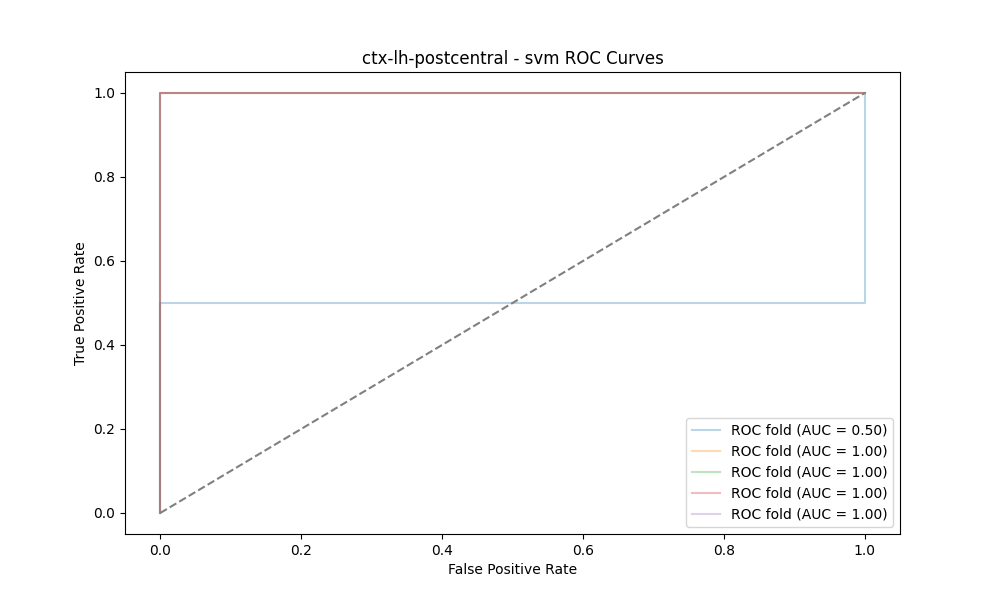 ctx-lh-postcentral - svm ROC Curves
True Positive Rate
1.0
0.8
0.6
0.4
0.2
0.0
ROC fold (AUC = 0.50)
ROC fold (AUC = 1.00)
ROC fold (AUC = 1.00)
ROC fold (AUC = 1.00)
ROC fold (AUC = 1.00)
0.0 0.2 0.4 0.6 0.8 1.0
False Positive Rate